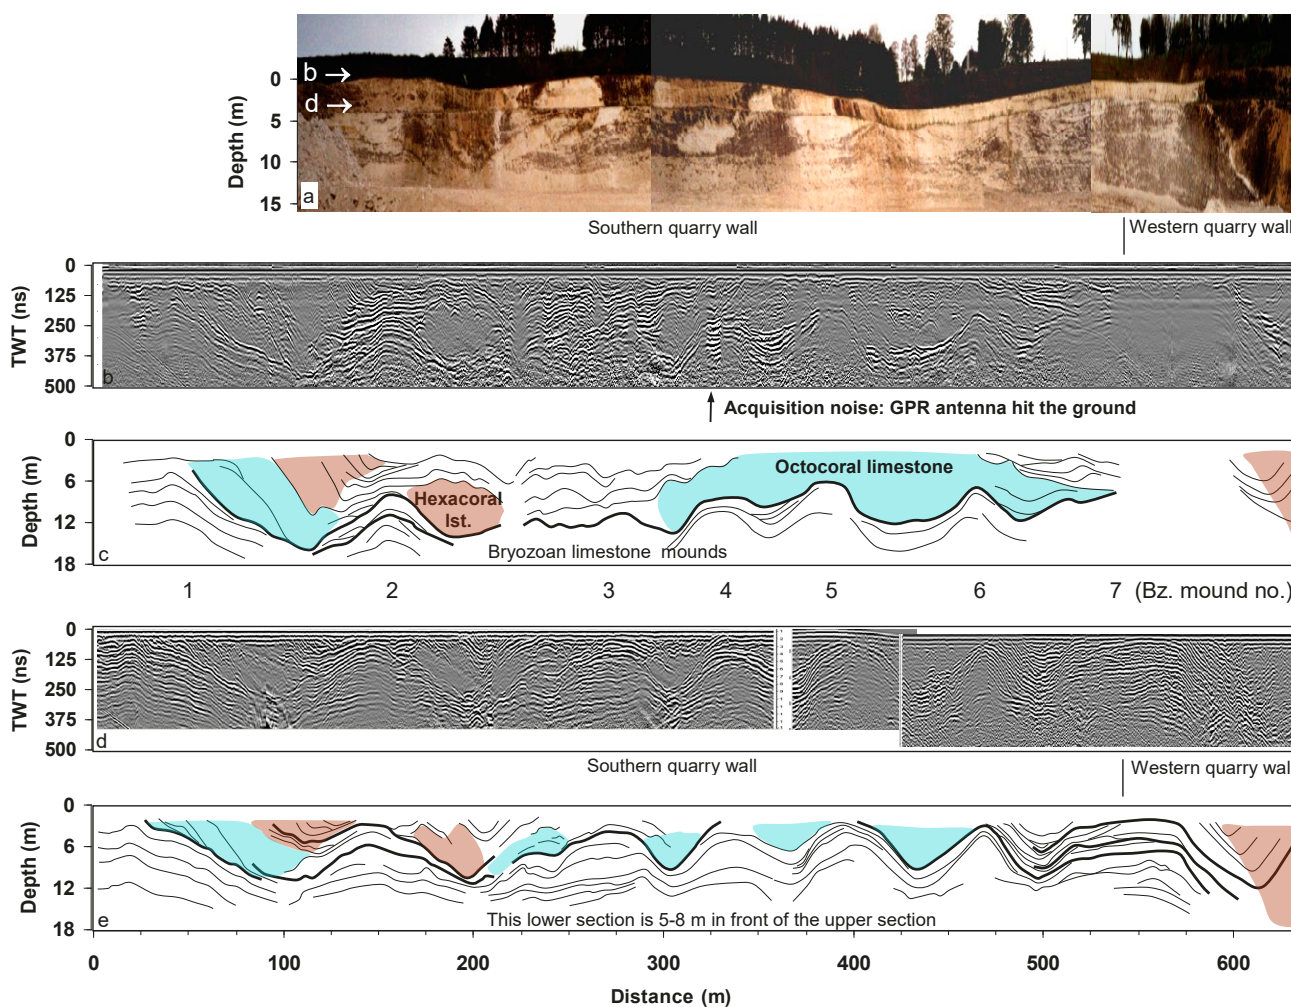 b
d
0
5
10
15
Depth (m)
a
Southern quarry wall
Western quarry wall
0
125
250
375
500
TWT (ns)
b
Acquisition noise: GPR antenna hit the ground
0
6
12
18
Depth (m)
Octocoral limestone
Hexacoral
lst.
Bryozoan limestone mounds
c
1 2 3 4 5 6 7 (Bz. mound no.)
0
125
250
375
500
TWT (ns)
d
Southern quarry wall
Western quarry wall
0
6
12
18
Depth (m)
e
This lower section is 5-8 m in front of the upper section
0 100 200 300 400 500 600
Distance (m)